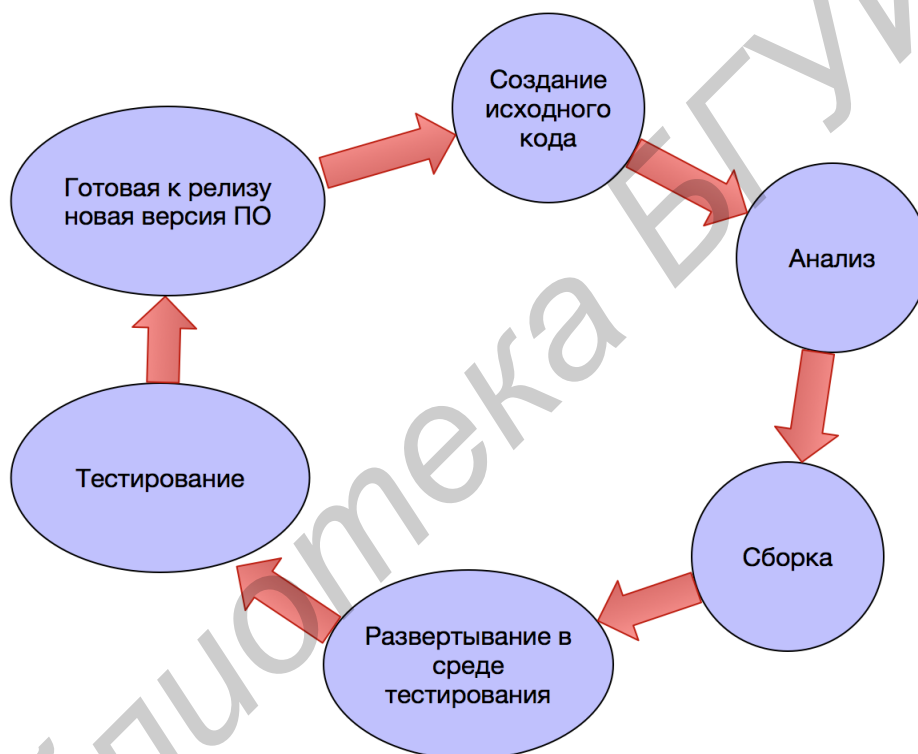 Создание
исходного
кода
Анализ
Сборка
Развертывание в
среде
тестирования
Тестирование
Готовая к релизу
новая версия ПО